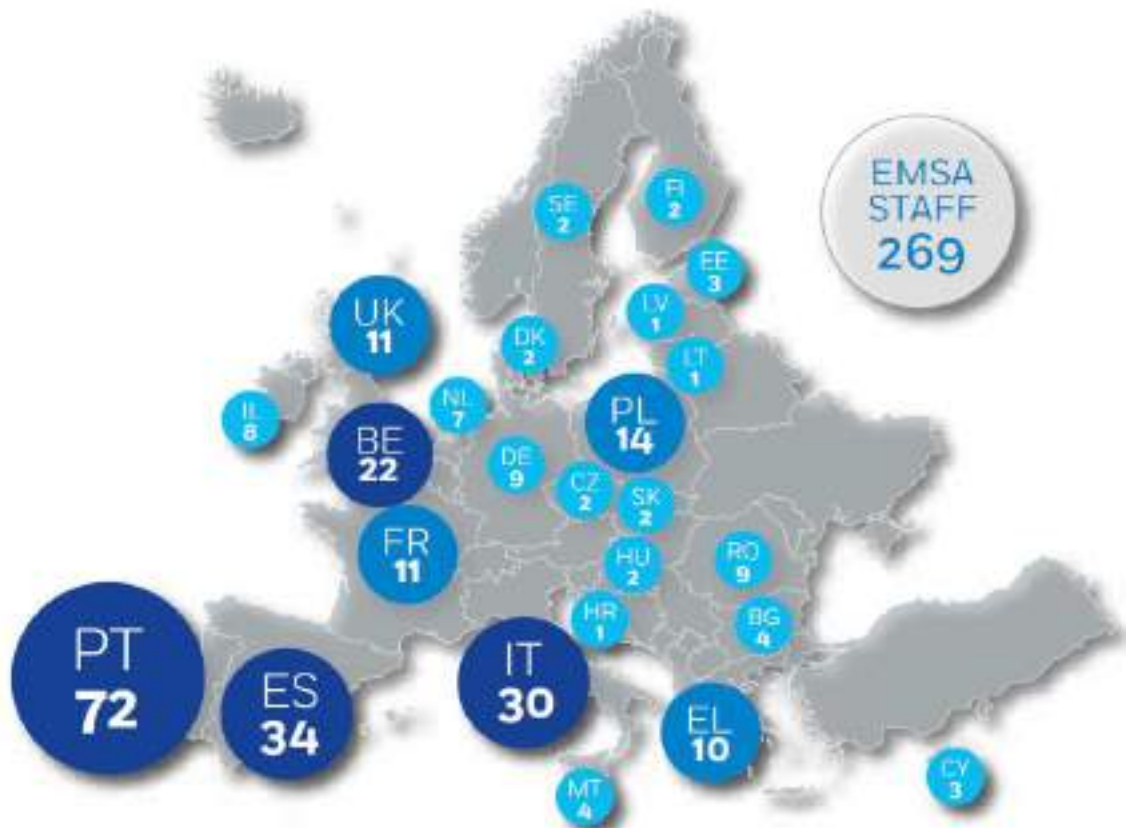 EMSA
STAFF
269
SE
2
FI
2
EE
3
LV
1
LT
1
UK
11
DK
2
IL
8
NL
7
BE
22
PL
14
DE
9
CZ
2
SK
2
FR
11
HU
2
RO
9
HR
1
BG
4
PT
72
ES
34
IT
30
EL
10
MT
4
CY
3